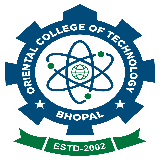 ORIENTAL COLLEGE OF TECHNOLOGY
BHOPAL
ESTD-2002